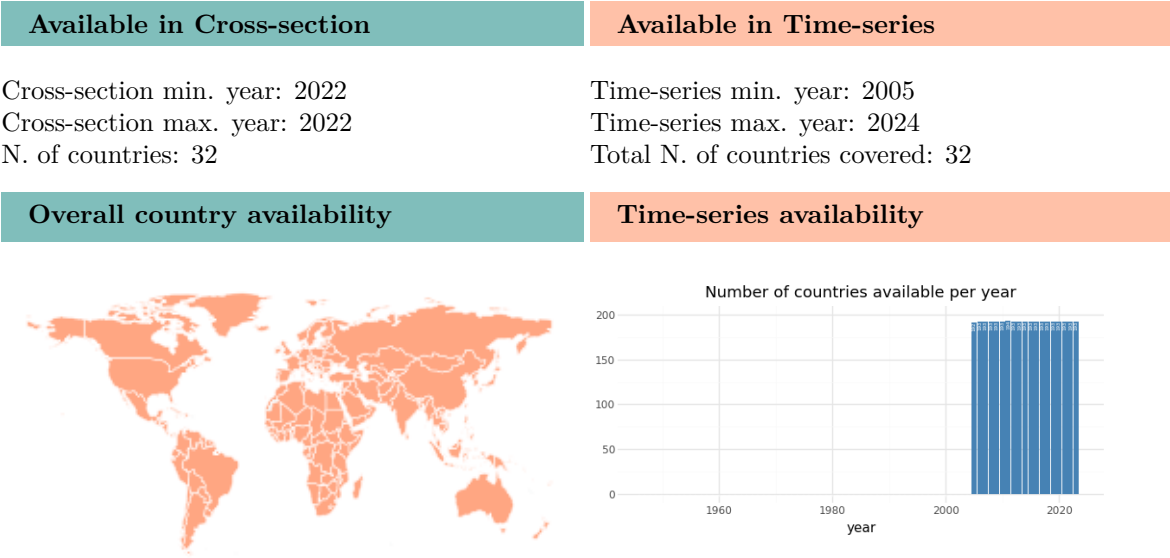 Available in Cross-section
Available in Time-series
Cross-section min. year: 2022
Cross-section max. year: 2022
N. of countries: 32
Time-series min. year: 2005
Time-series max. year: 2024
Total N. of countries covered: 32
Overall country availability
Time-series availability
Number of countries available per year
200
150
100
50
0
1960
1980
2000
2020
year